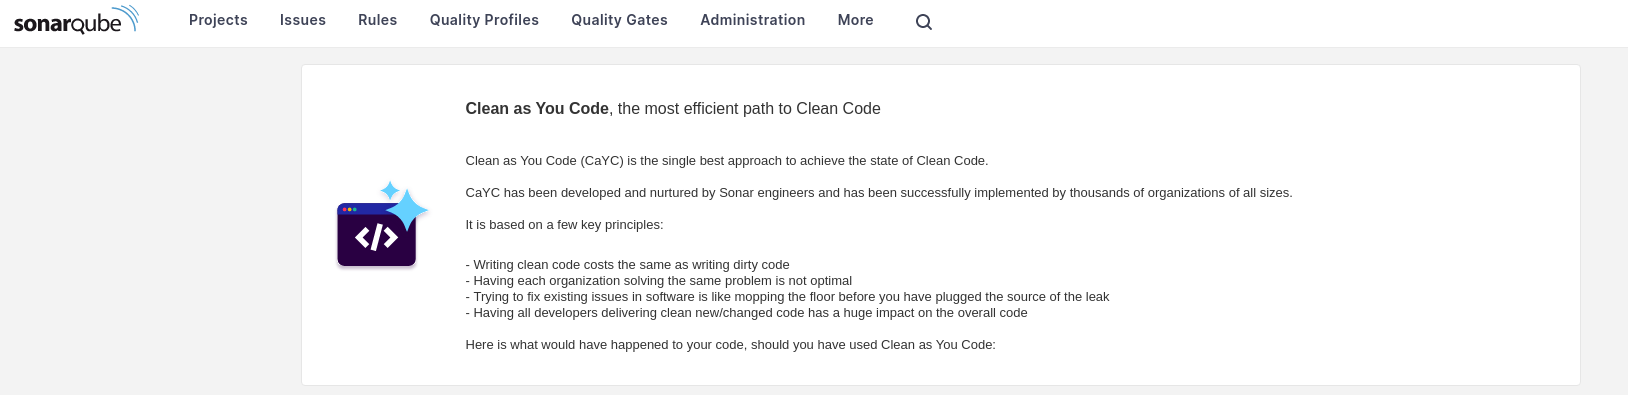 sonarqube Projects Issues Rules Quality Profiles Quality Gates Administration More
Clean as You Code, the most efficient path to Clean Code
Clean as You Code (CaYC) is the single best approach to achieve the state of Clean Code.
CaYC has been developed and nurtured by Sonar engineers and has been successfully implemented by thousands of organizations of all sizes.
It is based on a few key principles:
- Writing clean code costs the same as writing dirty code
- Having each organization solving the same problem is not optimal
- Trying to fix existing issues in software is like mopping the floor before you have plugged the source of the leak
- Having all developers delivering clean new/changed code has a huge impact on the overall code
Here is what would have happened to your code, should you have used Clean as You Code: